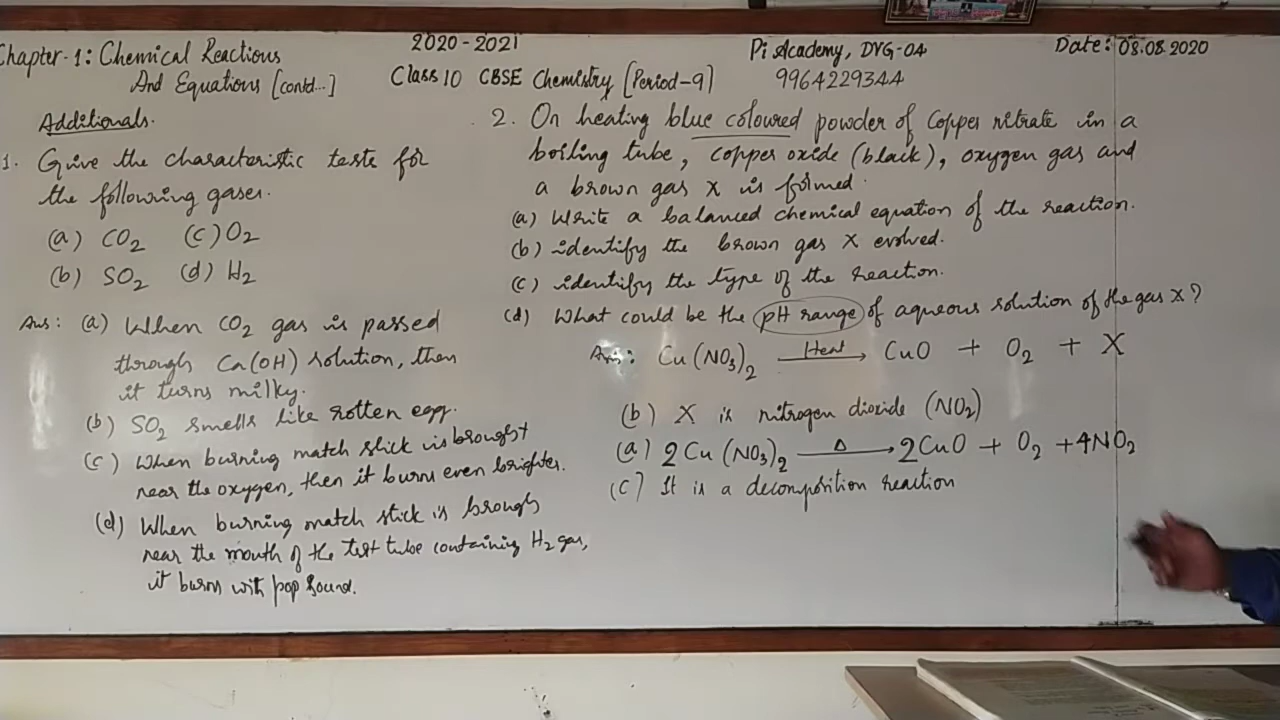 Chapter-1: Chemical Reactions
And Equations [contd...]
2020-2021
Class 10 CBSE Chemistry [Period-9]
Pi Academy, DVG-04
9964229344
Date: 08.08.2020
Additionals.
1. Give the characteristic tests for
the following gases.
(a) CO2 (c) O2
(b) SO2 (d) H2
Ans: (a) When CO2 gas is passed
through Ca(OH) solution, then
it turns milky.
(b) SO2 smells like rotten egg.
(c) When burning match stick is brought
near the oxygen, then it burns even brighter.
(d) When burning match stick is brough
near the mouth of the test tube containing H2 gas,
it burns with pop sound.
2. On heating blue coloured powder of Copper nitrate in a
boiling tube, copper oxide (black), oxygen gas and
a brown gas X is formed.
(a) Write a balanced chemical equation of the reaction.
(b) identify the brown gas X evolved.
(c) identify the type of the reaction.
(d) What could be the pH range of aqueous solution of the gas X?
Ans: Cu(NO3)2 Heat→ CuO + O2 + X
(b) X is nitrogen dioxide (NO2)
(a) 2Cu(NO3)2 Δ→ 2CuO + O2 + 4NO2
(c) It is a decomposition reaction